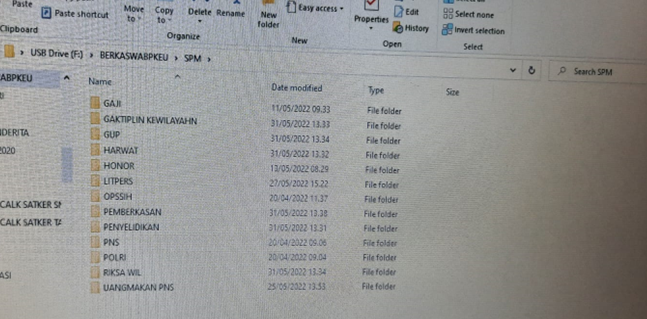 Paste
Paste shortcut
Move to
Copy to
Delete
Rename
New folder
Easy access
Properties
Edit
History
Select none
Invert selection
Clipboard
Organize
New
Open
Select
USB Drive (F:) > BERKASWABPKEU > SPM >
Search SPM
ABPKEU
DERITA
2020
CALK SATKER
CALK SATKER
ASI
Name Date modified Type Size
GAJI 11/05/2022 09.33 File folder
GAKTIPLIN KEWILAYAHN 31/05/2022 13.33 File folder
GUP 31/05/2022 13.34 File folder
HARWAT 31/05/2022 13.32 File folder
HONOR 13/05/2022 08.29 File folder
LITPERS 27/05/2022 15.22 File folder
OPSSIH 20/04/2022 11.37 File folder
PEMBERKASAN 31/05/2022 13.38 File folder
PENYELIDIKAN 31/05/2022 13.31 File folder
PNS 20/04/2022 09.06 File folder
POLRI 20/04/2022 09.04 File folder
RIKSA WIL 31/05/2022 13.34 File folder
UANGMAKAN PNS 25/05/2022 13.53 File folder